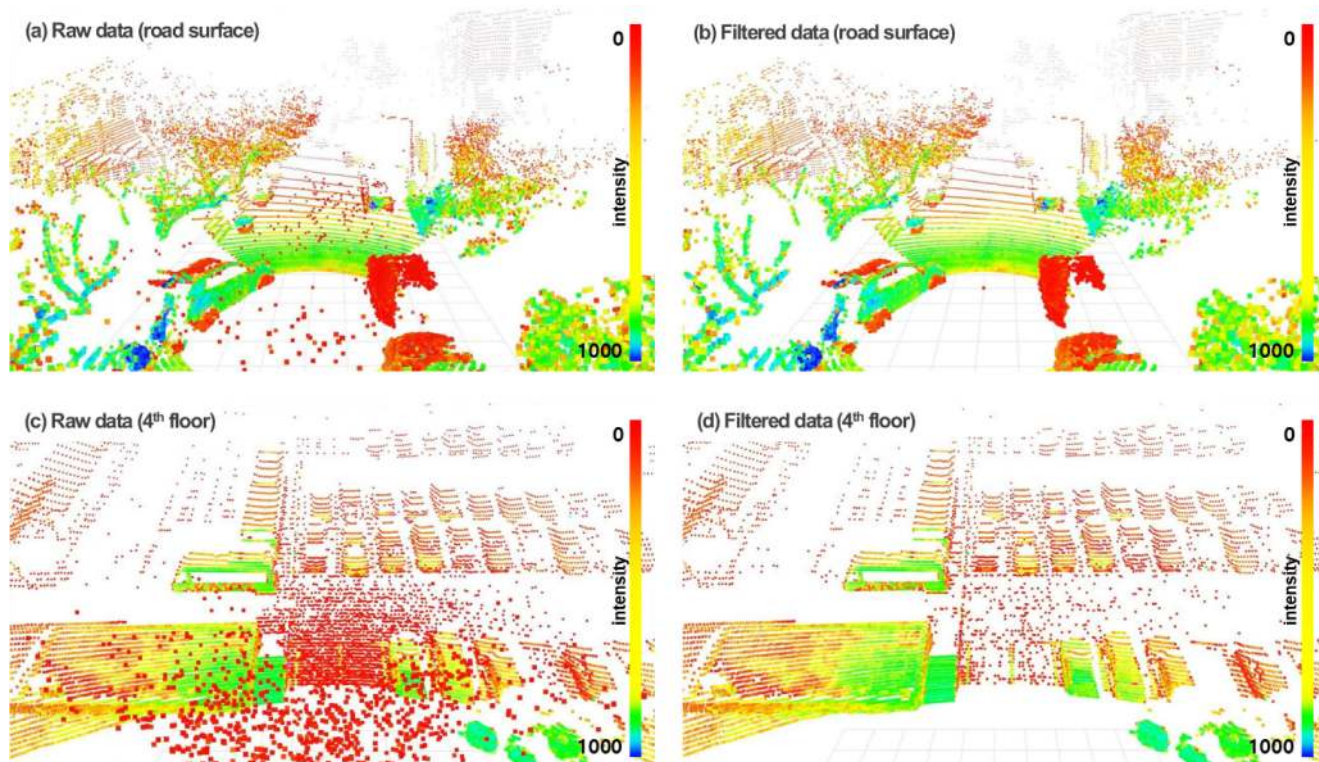 (a) Raw data (road surface)
0
intensity
1000
(b) Filtered data (road surface)
0
intensity
1000
(c) Raw data (4th floor)
0
intensity
1000
(d) Filtered data (4th floor)
0
intensity
1000